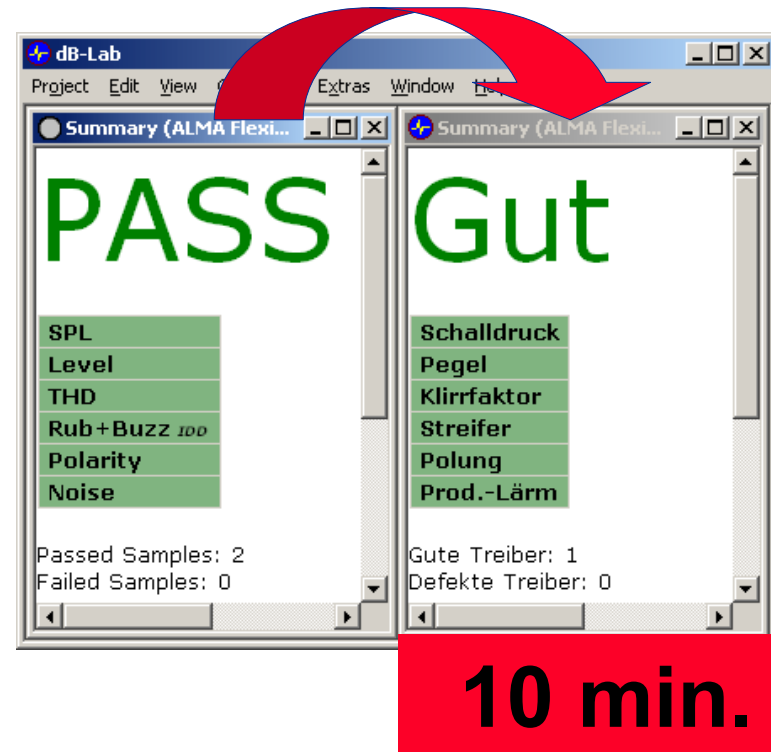 dB-Lab
Project Edit View Extras Window
Summary (ALMA Flexi...
PASS
SPL
Level
THD
Rub+Buzz IDD
Polarity
Noise
Passed Samples: 2
Failed Samples: 0
Summary (ALMA Flexi...
Gut
Schalldruck
Pegel
Klirrfaktor
Streifer
Polung
Prod.-Lärm
Gute Treiber: 1
Defekte Treiber: 0
10 min.